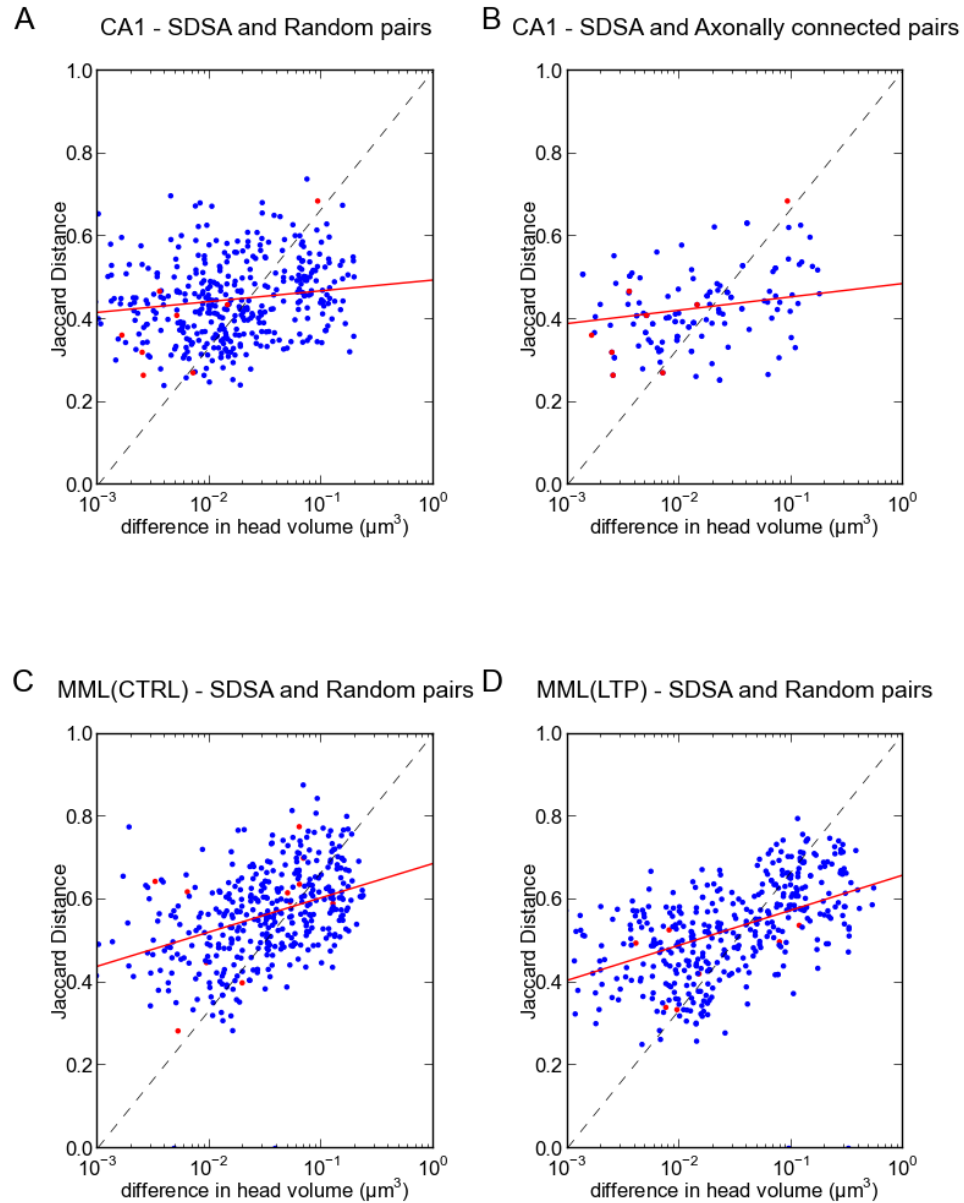 A CA1 - SDSA and Random pairs
1.0
0.8
0.6
0.4
0.2
0.0
Jaccard Distance
10⁻³ 10⁻² 10⁻¹ 10⁰
difference in head volume (μm³)
B CA1 - SDSA and Axonally connected pairs
1.0
0.8
0.6
0.4
0.2
0.0
Jaccard Distance
10⁻³ 10⁻² 10⁻¹ 10⁰
difference in head volume (μm³)
C MML(CTRL) - SDSA and Random pairs
1.0
0.8
0.6
0.4
0.2
0.0
Jaccard Distance
10⁻³ 10⁻² 10⁻¹ 10⁰
difference in head volume (μm³)
D MML(LTP) - SDSA and Random pairs
1.0
0.8
0.6
0.4
0.2
0.0
Jaccard Distance
10⁻³ 10⁻² 10⁻¹ 10⁰
difference in head volume (μm³)